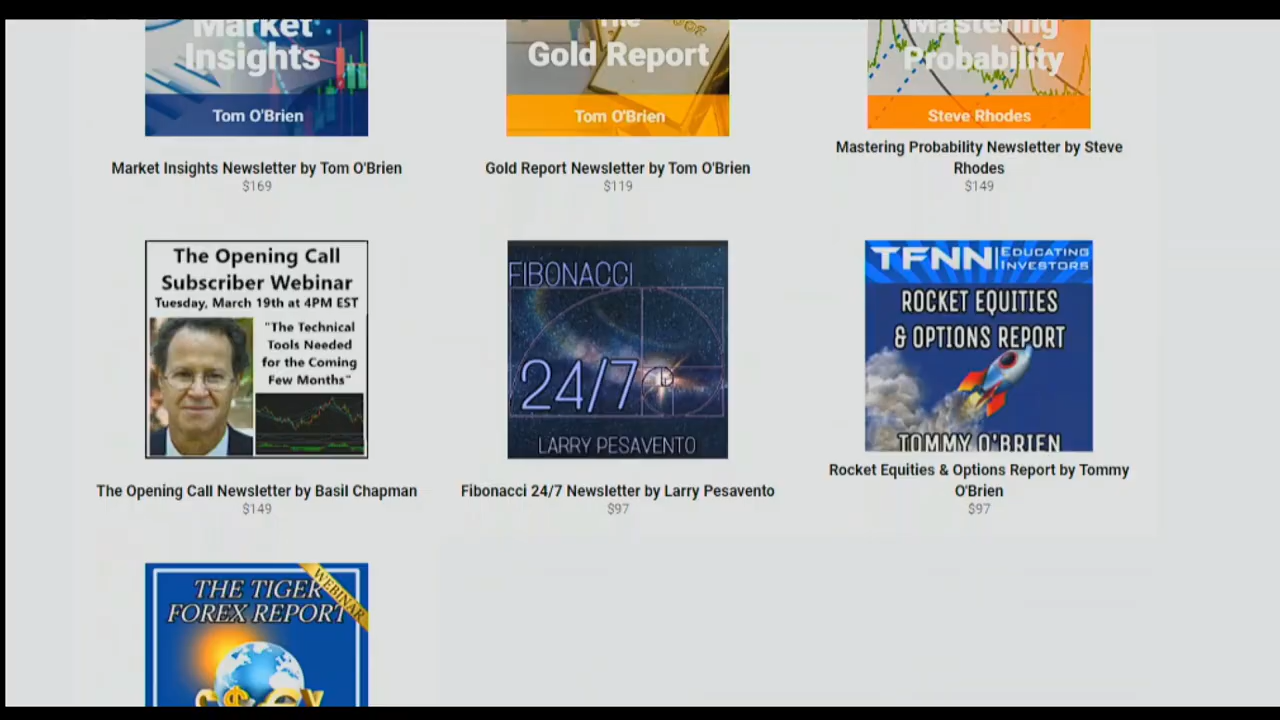 Market
Insights
Tom O'Brien
Market Insights Newsletter by Tom O'Brien
$169
The
Gold Report
Tom O'Brien
Gold Report Newsletter by Tom O'Brien
$119
Mastering
Probability
Steve Rhodes
Mastering Probability Newsletter by Steve
Rhodes
$149
The Opening Call
Subscriber Webinar
Tuesday, March 19th at 4PM EST
"The Technical
Tools Needed
for the Coming
Few Months"
The Opening Call Newsletter by Basil Chapman
$149
FIBONACCI
24/7
LARRY PESAVENTO
Fibonacci 24/7 Newsletter by Larry Pesavento
$97
TFNN EDUCATING
INVESTORS
ROCKET EQUITIES
& OPTIONS REPORT
TOMMY O'BRIEN
Rocket Equities & Options Report by Tommy
O'Brien
$97
THE TIGER
FOREX REPORT
WEBINAR